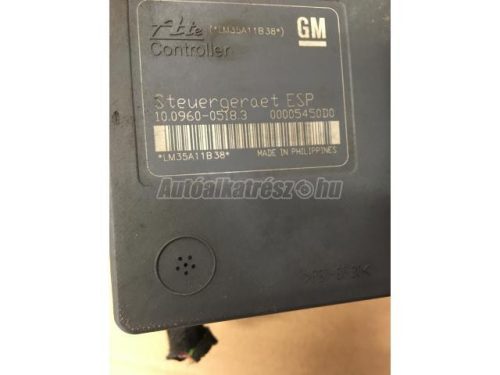 Ate (*LM35A11B38*) GM
Controller
Steuergeraet ESP
10.0960-0518.3 00005450D0
*LM35A11B38* MADE IN PHILIPPINES
Autóalkatrész.hu